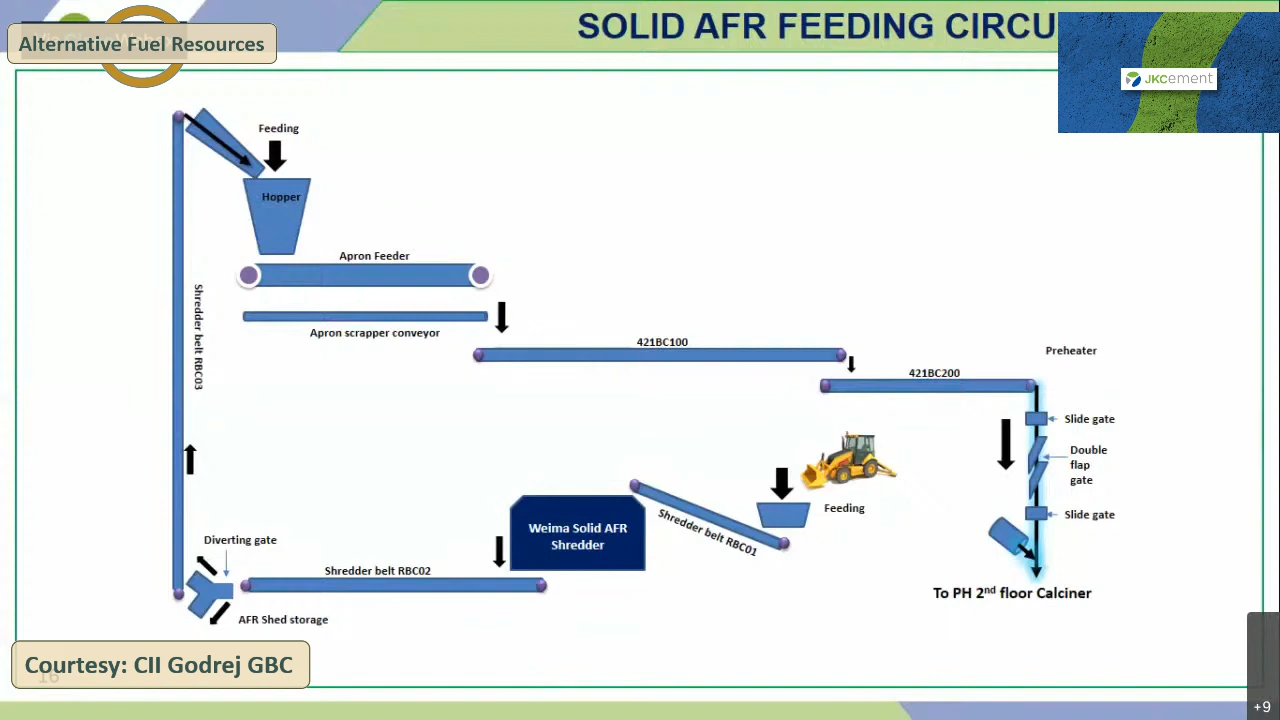 SOLID AFR FEEDING CIRCU
Alternative Fuel Resources
JKCement
Feeding
Hopper
Apron Feeder
Apron scrapper conveyor
Shredder belt RBC03
421BC100
421BC200
Preheater
Slide gate
Double
flap
gate
Slide gate
Feeding
Shredder belt RBC01
Weima Solid AFR
Shredder
Diverting gate
Shredder belt RBC02
AFR Shed storage
To PH 2nd floor Calciner
Courtesy: CII Godrej GBC
16
+9